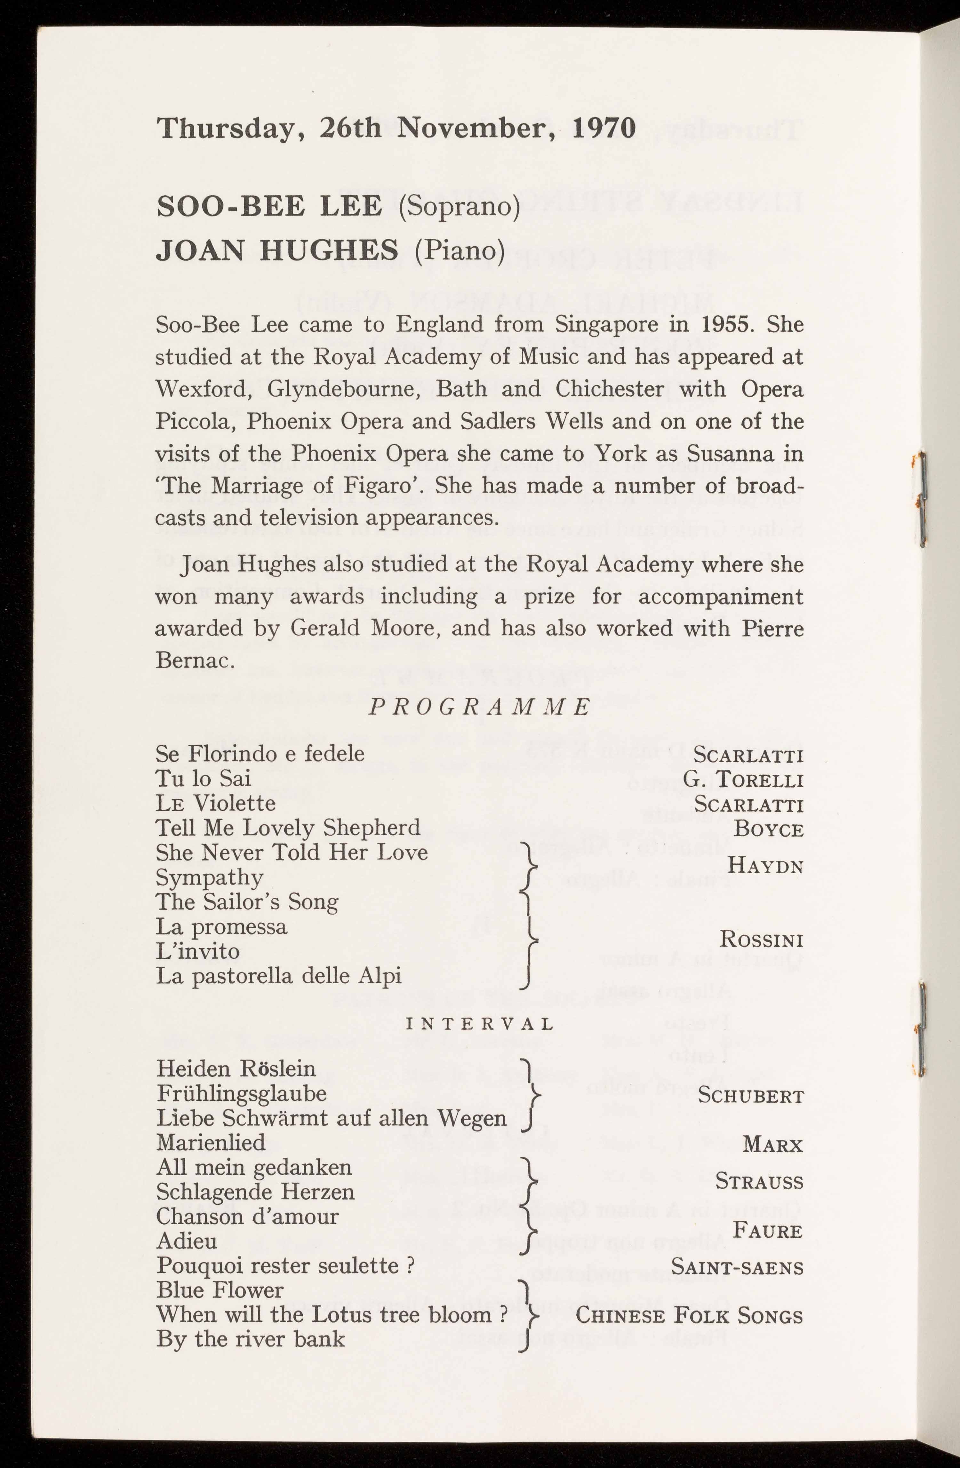 Thursday, 26th November, 1970
SOO-BEE LEE (Soprano)
JOAN HUGHES (Piano)
Soo-Bee Lee came to England from Singapore in 1955. She
studied at the Royal Academy of Music and has appeared at
Wexford, Glyndebourne, Bath and Chichester with Opera
Piccola, Phoenix Opera and Sadlers Wells and on one of the
visits of the Phoenix Opera she came to York as Susanna in
‘The Marriage of Figaro’. She has made a number of broad-
casts and television appearances.
Joan Hughes also studied at the Royal Academy where she
won many awards including a prize for accompaniment
awarded by Gerald Moore, and has also worked with Pierre
Bernac.
PROGRAMME
Se Florindo e fedele SCARLATTI
Tu lo Sai G. TORELLI
LE Violette SCARLATTI
Tell Me Lovely Shepherd BOYCE
She Never Told Her Love
Sympathy HAYDN
The Sailor's Song
La promessa
L'invito ROSSINI
La pastorella delle Alpi
INTERVAL
Heiden Röslein
Frühlingsglaube SCHUBERT
Liebe Schwärmt auf allen Wegen
Marienlied MARX
All mein gedanken
Schlagende Herzen STRAUSS
Chanson d'amour
Adieu FAURE
Pouquoi rester seulette ? SAINT-SAENS
Blue Flower
When will the Lotus tree bloom ? CHINESE FOLK SONGS
By the river bank